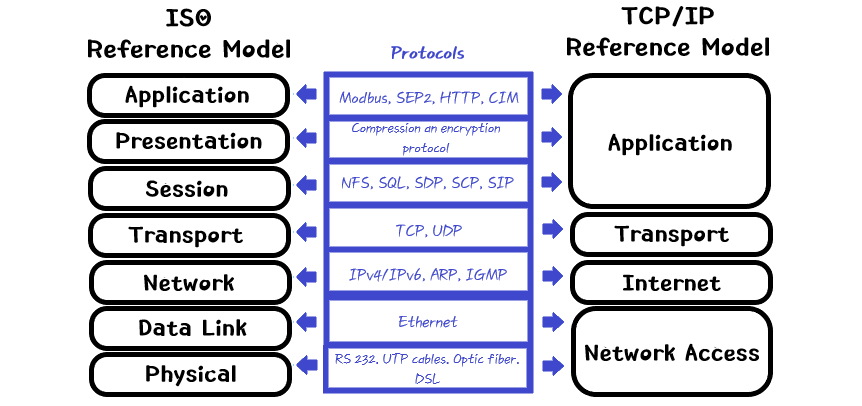 ISO
Reference Model
TCP/IP
Reference Model
Protocols
Application
Modbus, SEP2, HTTP, CIM
Application
Presentation
Compression an encryption
protocol
Session
NFS, SQL, SDP, SCP, SIP
Transport
TCP, UDP
Transport
Network
IPv4/IPv6, ARP, IGMP
Internet
Data Link
Ethernet
Network Access
Physical
RS 232. UTP cables. Optic fiber.
DSL